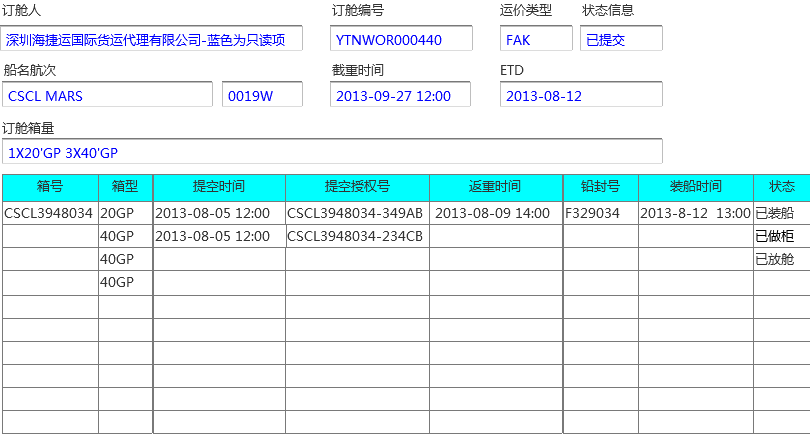 订舱人 订舱编号 运价类型 状态信息
深圳海捷运国际货运代理有限公司-蓝色为只读项 YTNWOR000440 FAK 已提交
船名航次 截重时间 ETD
CSCL MARS 0019W 2013-09-27 12:00 2013-08-12
订舱箱量
1X20'GP 3X40'GP
箱号 箱型 提空时间 提空授权号 返重时间 铅封号 装船时间 状态
CSCL3948034 20GP 2013-08-05 12:00 CSCL3948034-349AB 2013-08-09 14:00 F329034 2013-8-12 13:00 已装船
40GP 2013-08-05 12:00 CSCL3948034-234CB 已做柜
40GP 已放舱
40GP